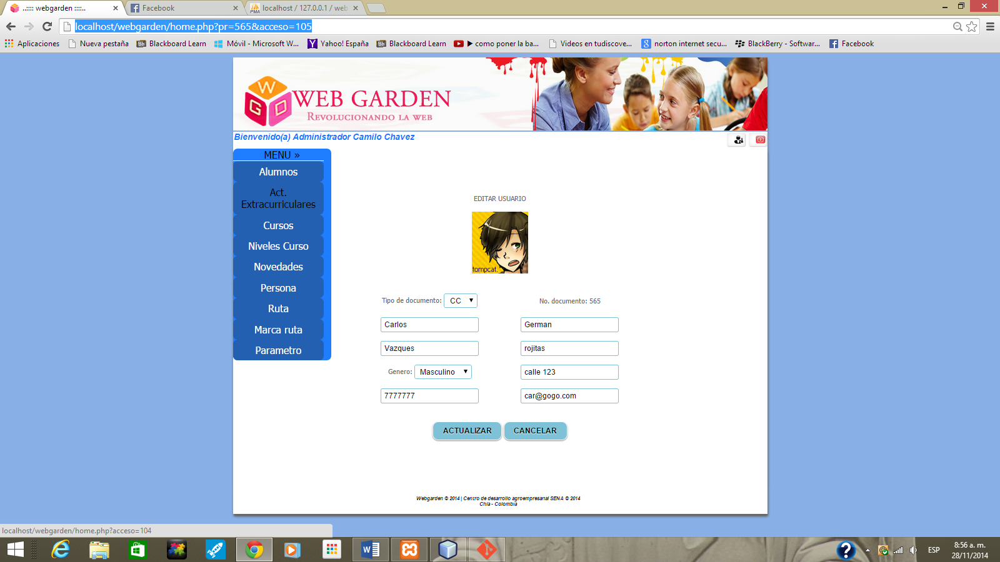 ..:::: webgarden ::::..
Facebook
localhost / 127.0.0.1 / web
localhost/webgarden/home.php?pr=565&acceso=105
Aplicaciones
Nueva pestaña
Blackboard Learn
Móvil - Microsoft W...
Yahoo! España
Blackboard Learn
▶ como poner la ba...
Videos en tudiscove...
norton internet secu...
BlackBerry - Softwar...
Facebook
WGD
WEB GARDEN
REVOLUCIONANDO LA WEB
Bienvenido(a) Administrador Camilo Chavez
MENU »
Alumnos
Act.
Extracurriculares
Cursos
Niveles Curso
Novedades
Persona
Ruta
Marca ruta
Parametro
EDITAR USUARIO
tompcat.
Tipo de documento: CC
No. documento: 565
Carlos
German
Vazques
rojitas
Genero: Masculino
calle 123
7777777
car@gogo.com
ACTUALIZAR
CANCELAR
Webgarden © 2014 | Centro de desarrollo agroempresarial SENA © 2014
Chía - Colombia
localhost/webgarden/home.php?acceso=104
ESP
8:56 a. m.
28/11/2014